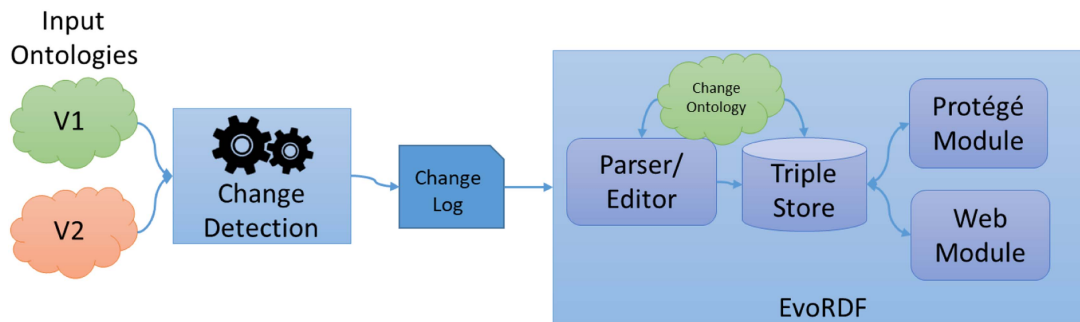 Input
Ontologies
V1
V2
Change
Detection
Change
Log
Change
Ontology
Parser/
Editor
Triple
Store
Protégé
Module
Web
Module
EvoRDF